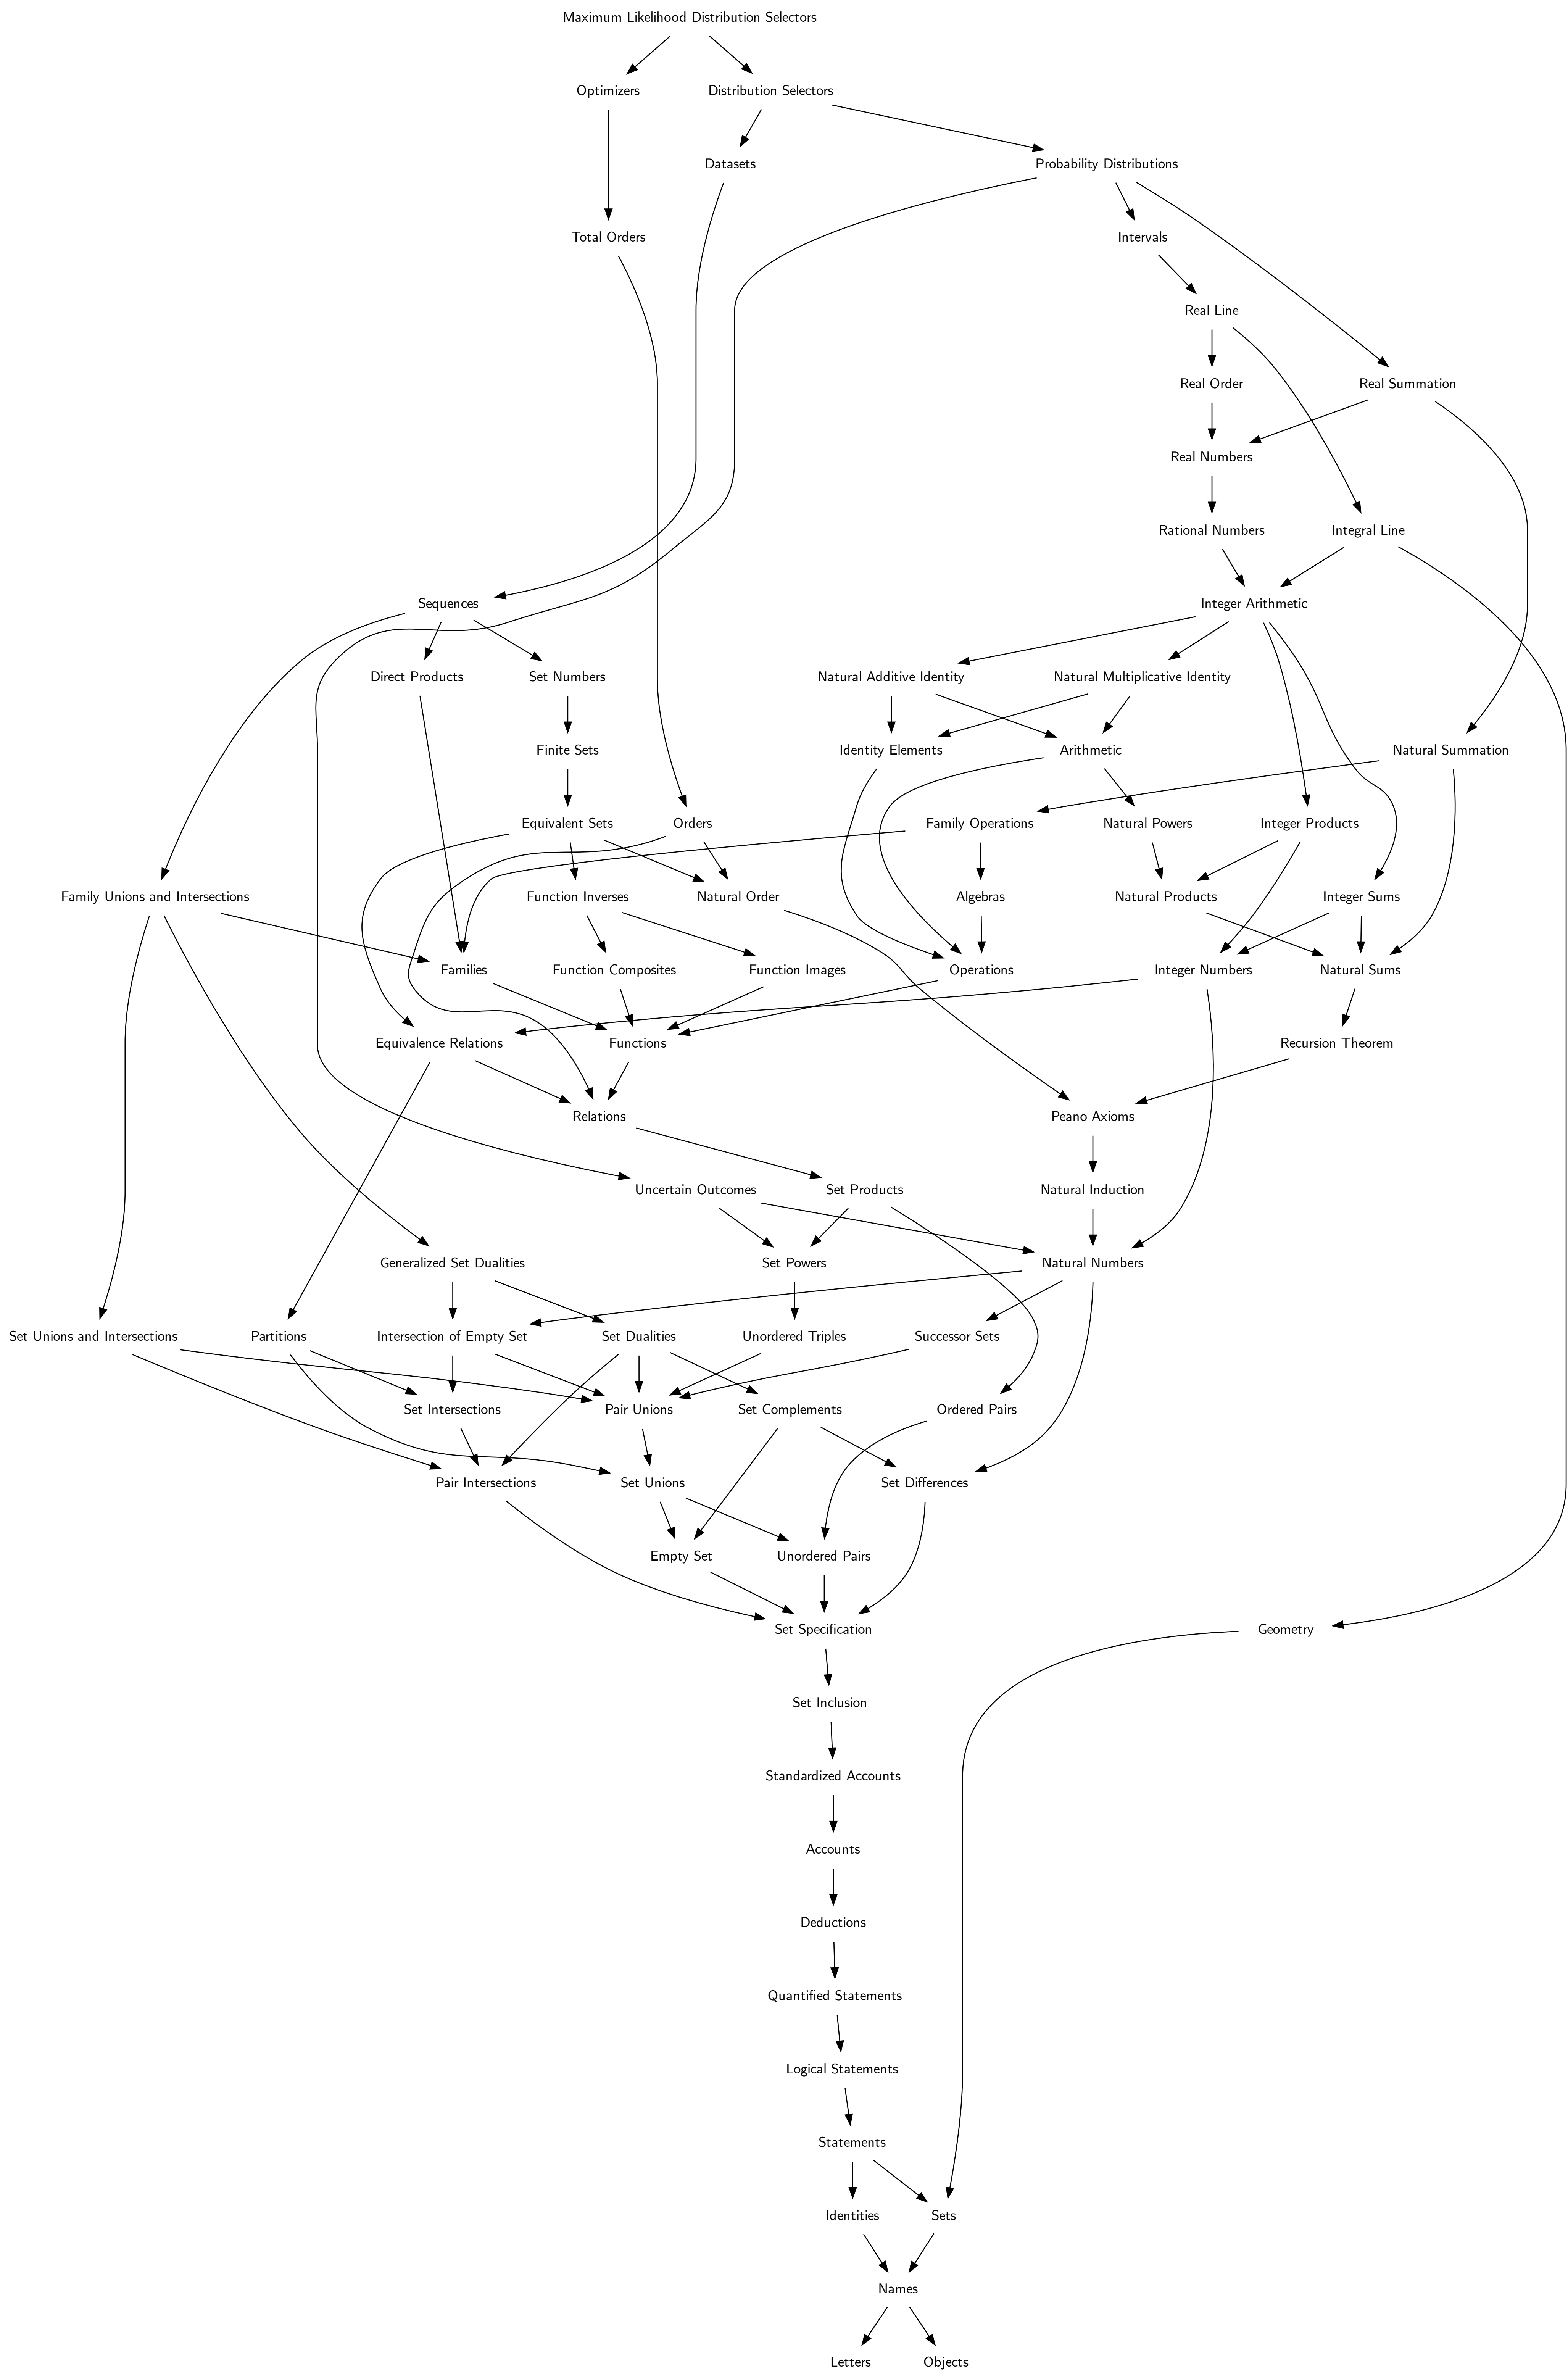 Maximum Likelihood Distribution Selectors
Optimizers
Distribution Selectors
Datasets
Probability Distributions
Total Orders
Intervals
Real Line
Real Order
Real Summation
Real Numbers
Rational Numbers
Integral Line
Sequences
Integer Arithmetic
Direct Products
Set Numbers
Natural Additive Identity
Natural Multiplicative Identity
Finite Sets
Identity Elements
Arithmetic
Natural Summation
Equivalent Sets
Orders
Family Operations
Natural Powers
Integer Products
Family Unions and Intersections
Function Inverses
Natural Order
Algebras
Natural Products
Integer Sums
Families
Function Composites
Function Images
Operations
Integer Numbers
Natural Sums
Equivalence Relations
Functions
Recursion Theorem
Relations
Peano Axioms
Uncertain Outcomes
Set Products
Natural Induction
Generalized Set Dualities
Set Powers
Natural Numbers
Set Unions and Intersections
Partitions
Intersection of Empty Set
Set Dualities
Unordered Triples
Successor Sets
Set Intersections
Pair Unions
Set Complements
Ordered Pairs
Pair Intersections
Set Unions
Set Differences
Empty Set
Unordered Pairs
Set Specification
Geometry
Set Inclusion
Standardized Accounts
Accounts
Deductions
Quantified Statements
Logical Statements
Statements
Identities
Sets
Names
Letters
Objects